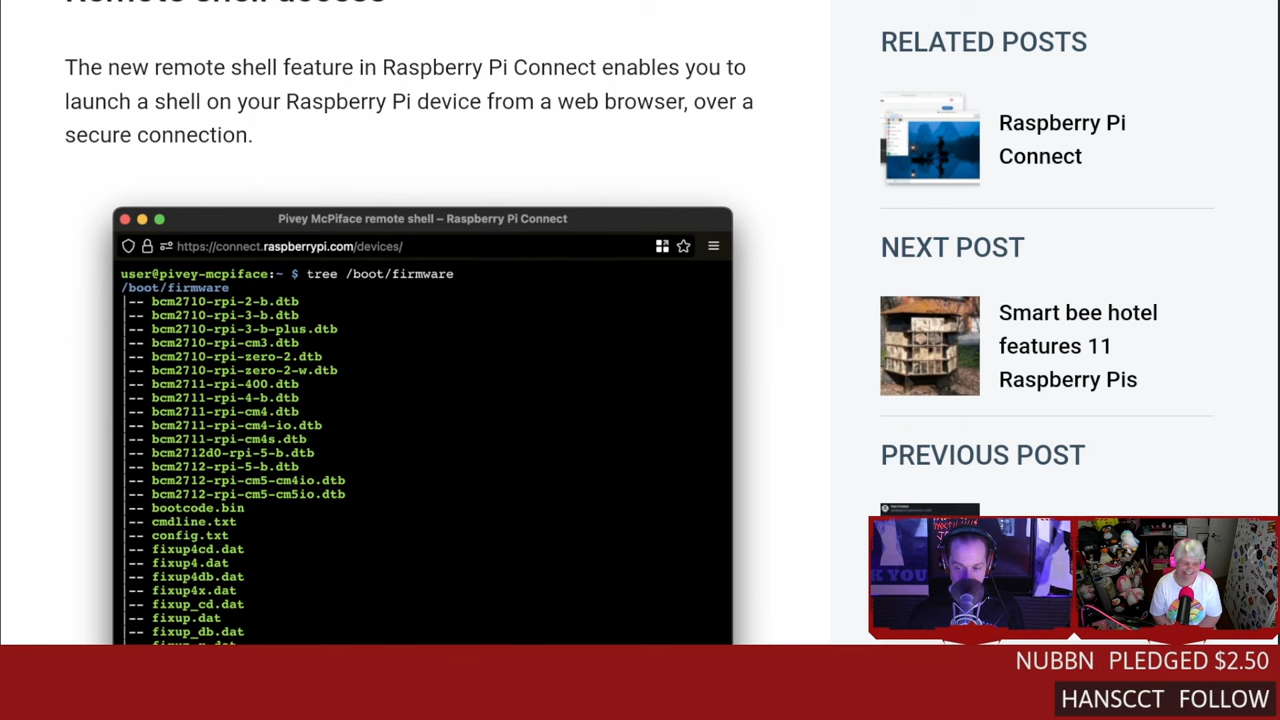 Remote shell access
The new remote shell feature in Raspberry Pi Connect enables you to
launch a shell on your Raspberry Pi device from a web browser, over a
secure connection.
Pivey McPiface remote shell – Raspberry Pi Connect
https://connect.raspberrypi.com/devices/
user@pivey-mcpiface:~ $ tree /boot/firmware
/boot/firmware
|-- bcm2710-rpi-2-b.dtb
|-- bcm2710-rpi-3-b.dtb
|-- bcm2710-rpi-3-b-plus.dtb
|-- bcm2710-rpi-cm3.dtb
|-- bcm2710-rpi-zero-2.dtb
|-- bcm2710-rpi-zero-2-w.dtb
|-- bcm2711-rpi-400.dtb
|-- bcm2711-rpi-4-b.dtb
|-- bcm2711-rpi-cm4.dtb
|-- bcm2711-rpi-cm4-io.dtb
|-- bcm2711-rpi-cm4s.dtb
|-- bcm2712d0-rpi-5-b.dtb
|-- bcm2712-rpi-5-b.dtb
|-- bcm2712-rpi-cm5-cm4io.dtb
|-- bcm2712-rpi-cm5-cm5io.dtb
|-- bootcode.bin
|-- cmdline.txt
|-- config.txt
|-- fixup4cd.dat
|-- fixup4.dat
|-- fixup4db.dat
|-- fixup4x.dat
|-- fixup_cd.dat
|-- fixup.dat
|-- fixup_db.dat
RELATED POSTS
Raspberry Pi
Connect
NEXT POST
Smart bee hotel
features 11
Raspberry Pis
PREVIOUS POST
NUBBN PLEDGED $2.50
HANSCCT FOLLOW